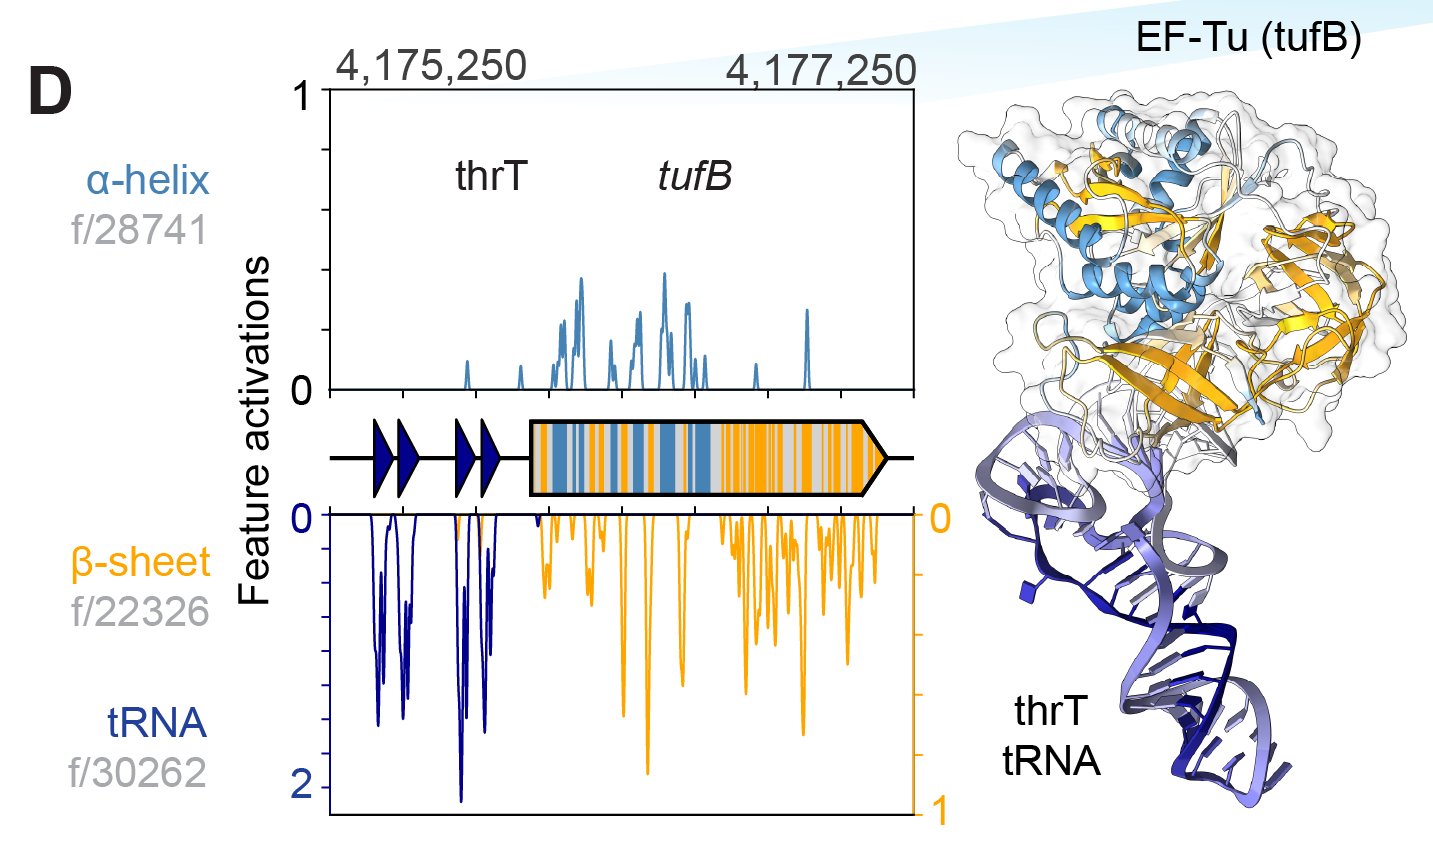 D
4,175,250
4,177,250
EF-Tu (tufB)
1
α-helix
f/28741
thrT
tufB
0
Feature activations
0
0
β-sheet
f/22326
tRNA
f/30262
2
1
thrT
tRNA